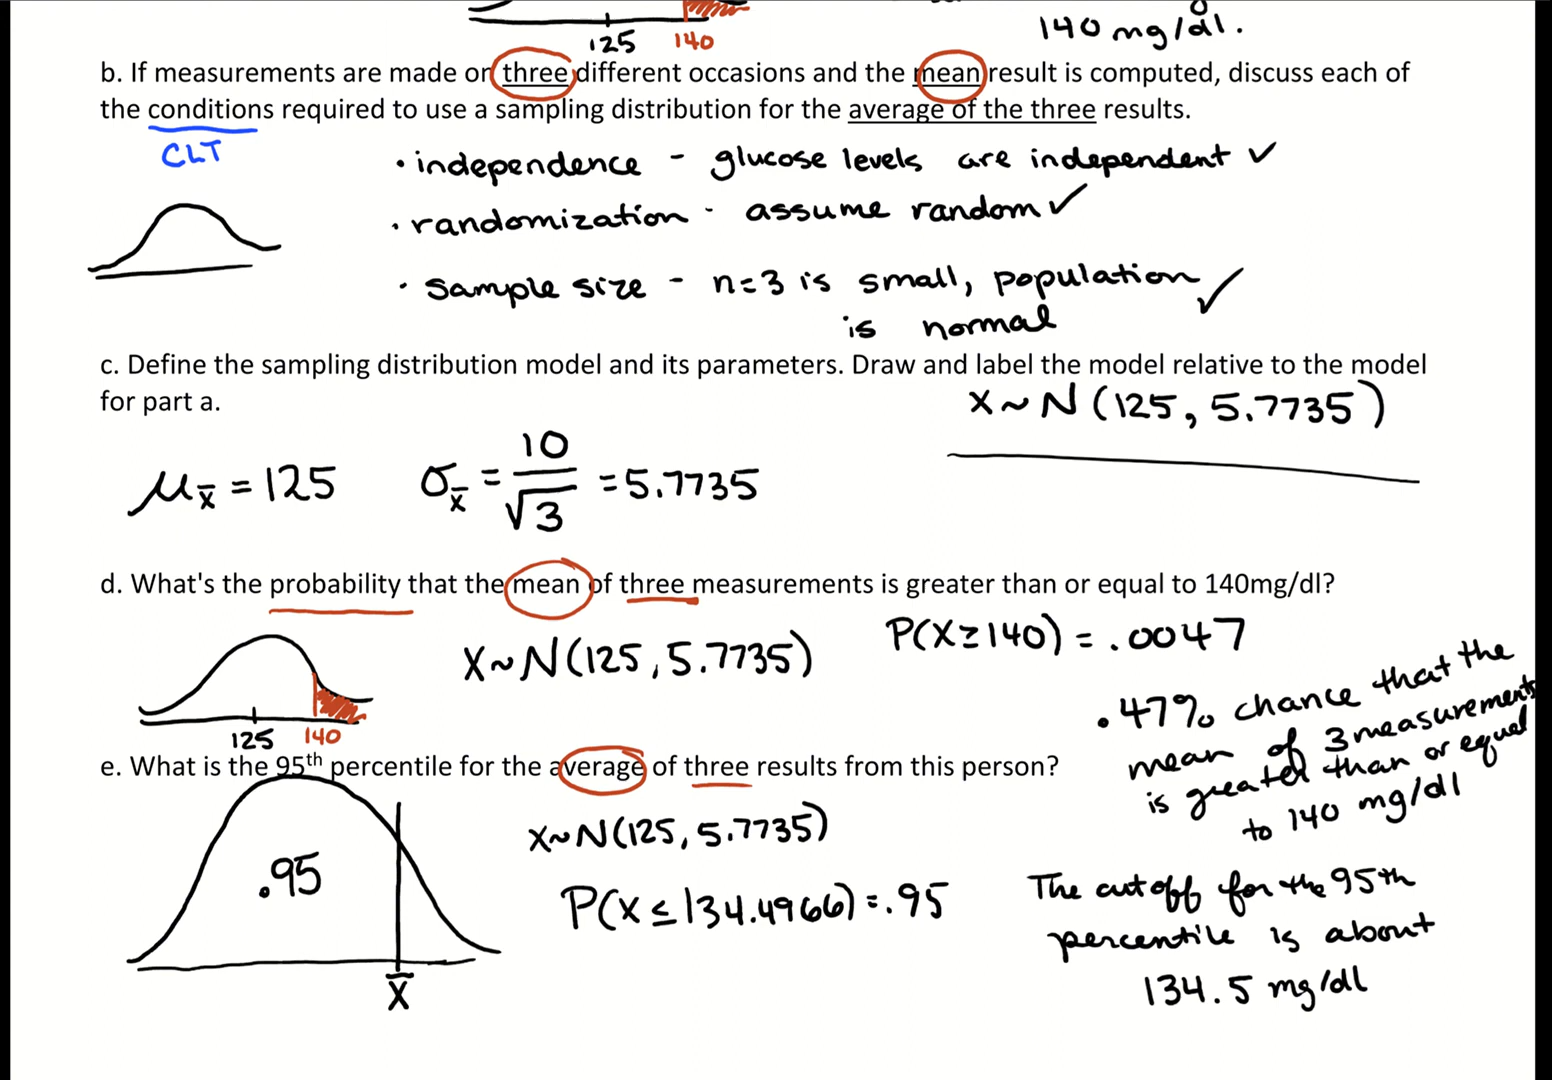 125 140
140 mg/dl.
b. If measurements are made on three different occasions and the mean result is computed, discuss each of
the conditions required to use a sampling distribution for the average of the three results.
CLT
• independence - glucose levels are independent ✓
• randomization - assume random ✓
• sample size - n=3 is small, population ✓
is normal
c. Define the sampling distribution model and its parameters. Draw and label the model relative to the model
for part a.
X~N(125, 5.7735)
μx̄ = 125 σx̄ = 10/√3 = 5.7735
d. What's the probability that the mean of three measurements is greater than or equal to 140mg/dl?
X~N(125, 5.7735) P(X≥140) = .0047
125 140
.47% chance that the
mean of 3 measurements
is greater than or equal
to 140 mg/dl
e. What is the 95th percentile for the average of three results from this person?
.95
X̄
X~N(125, 5.7735)
P(X ≤ 134.4966) = .95
The cutoff for the 95th
percentile is about
134.5 mg/dl